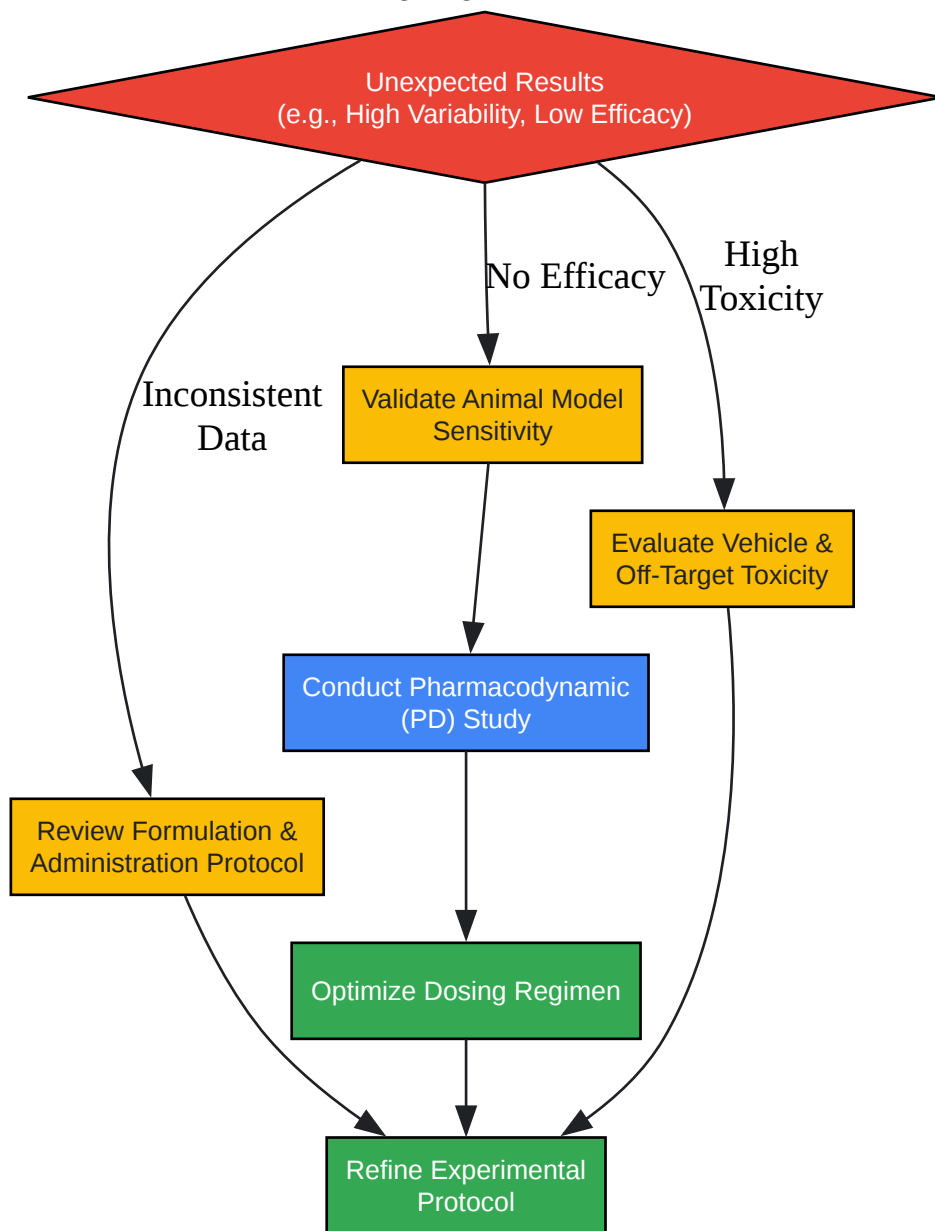 Unexpected Results
(e.g., High Variability, Low Efficacy)
No Efficacy
High
Toxicity
Inconsistent
Data
Validate Animal Model
Sensitivity
Evaluate Vehicle &
Off-Target Toxicity
Conduct Pharmacodynamic
(PD) Study
Review Formulation &
Administration Protocol
Optimize Dosing Regimen
Refine Experimental
Protocol